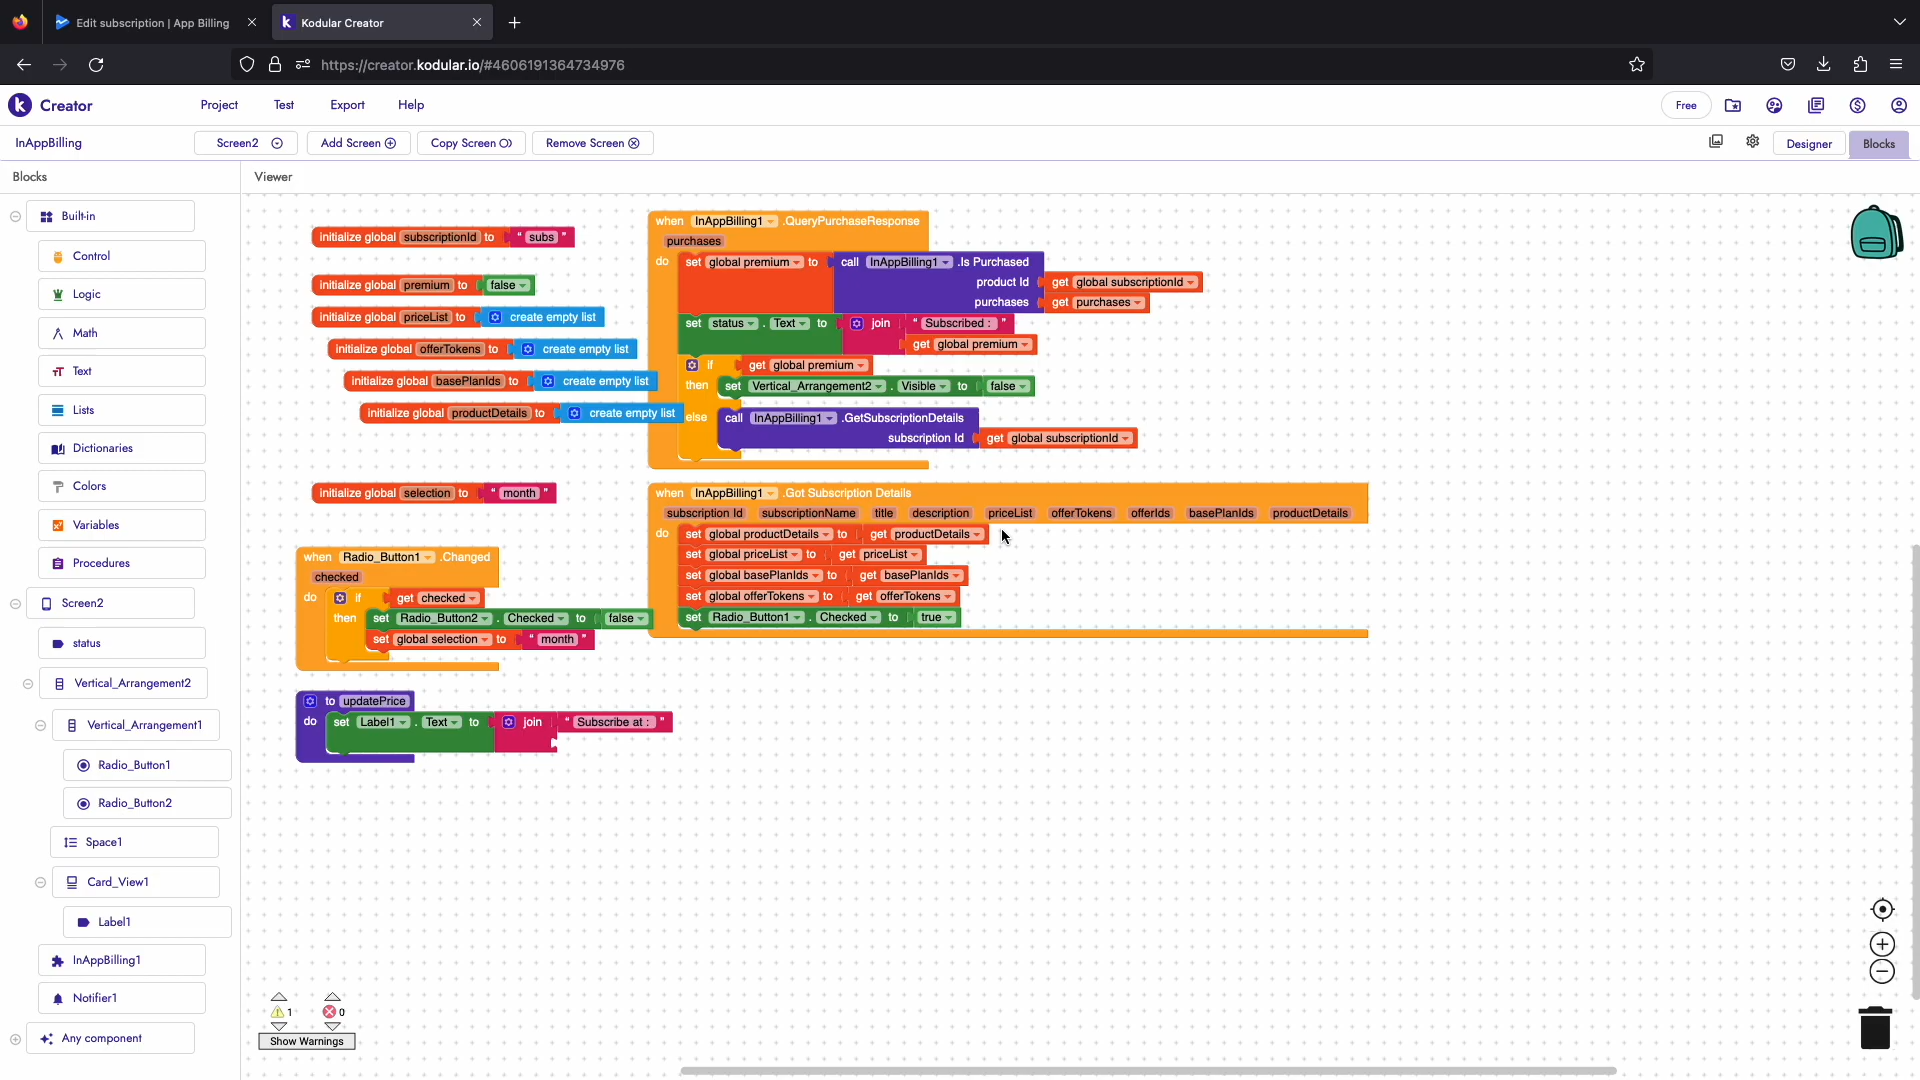 Edit subscription | App Billing
Kodular Creator
https://creator.kodular.io/#4606191364734976
Creator
Project
Test
Export
Help
Free
InAppBilling
Screen2
Add Screen
Copy Screen
Remove Screen
Designer
Blocks
Blocks
Viewer
Built-in
Control
Logic
Math
Text
Lists
Dictionaries
Colors
Variables
Procedures
Screen2
status
Vertical_Arrangement2
Vertical_Arrangement1
Radio_Button1
Radio_Button2
Space1
Card_View1
Label1
InAppBilling1
Notifier1
Any component
initialize global subscriptionId to " subs "
initialize global premium to false
initialize global priceList to create empty list
initialize global offerTokens to create empty list
initialize global basePlanIds to create empty list
initialize global productDetails to create empty list
initialize global selection to " month "
when Radio_Button1 .Changed
checked
do if get checked
then set Radio_Button2 . Checked to false
set global selection to " month "
to updatePrice
do set Label1 . Text to join " Subscribe at : "
when InAppBilling1 .QueryPurchaseResponse
purchases
do set global premium to call InAppBilling1 .Is Purchased
product Id get global subscriptionId
purchases get purchases
set status . Text to join " Subscribed : "
get global premium
if get global premium
then set Vertical_Arrangement2 . Visible to false
else call InAppBilling1 .GetSubscriptionDetails
subscription Id get global subscriptionId
when InAppBilling1 .Got Subscription Details
subscription Id subscriptionName title description priceList offerTokens offerIds basePlanIds productDetails
do set global productDetails to get productDetails
set global priceList to get priceList
set global basePlanIds to get basePlanIds
set global offerTokens to get offerTokens
set Radio_Button1 . Checked to true
1
0
Show Warnings